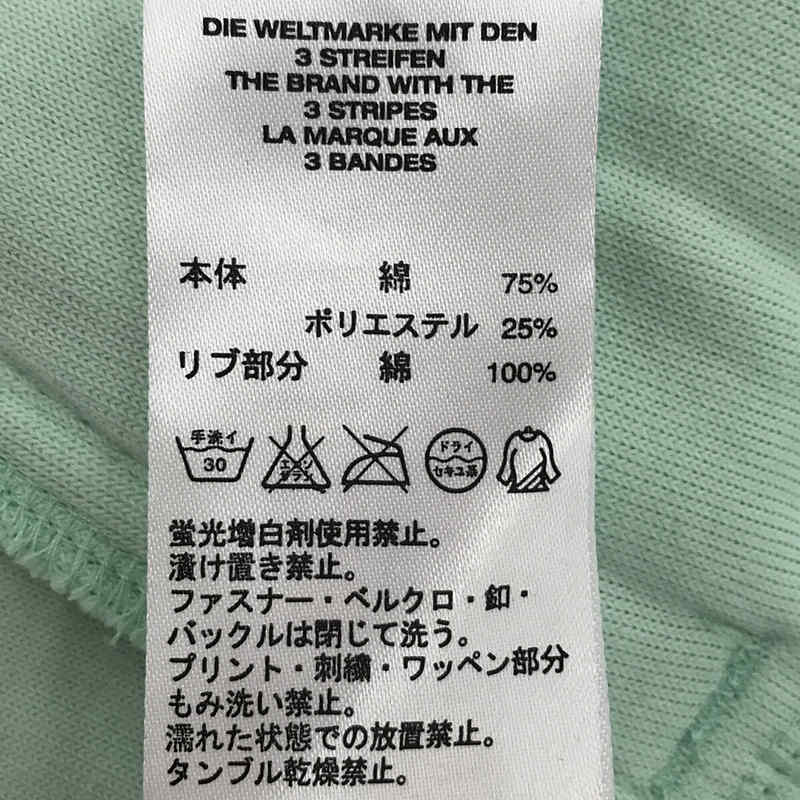 DIE WELTMARKE MIT DEN
3 STREIFEN
THE BRAND WITH THE
3 STRIPES
LA MARQUE AUX
3 BANDES
本体 綿 75%
ポリエステル 25%
リブ部分 綿 100%
手洗イ 30 エンソサラシ ドライ セキユ系
蛍光増白剤使用禁止。
漬け置き禁止。
ファスナー・ベルクロ・釦・
バックルは閉じて洗う。
プリント・刺繍・ワッペン部分
もみ洗い禁止。
濡れた状態での放置禁止。
タンブル乾燥禁止。